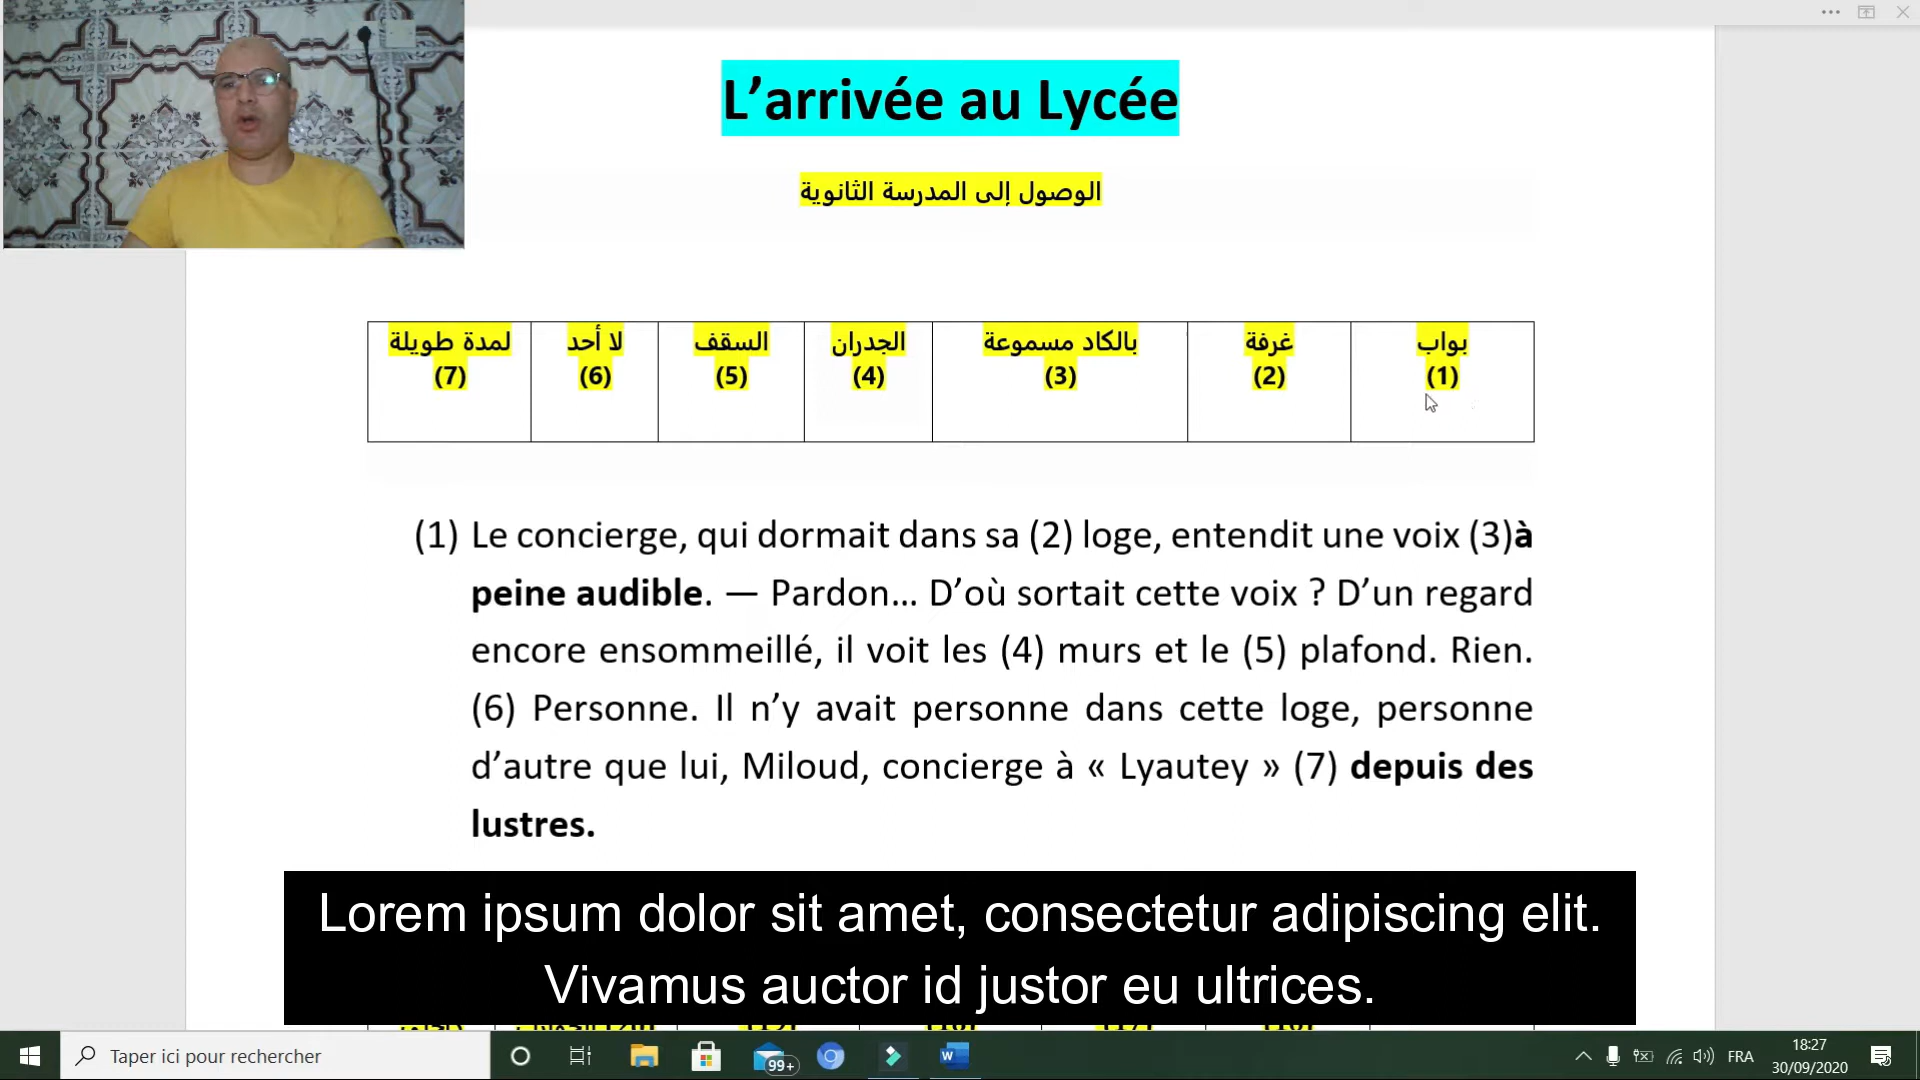 L’arrivée au Lycée
الوصول إلى المدرسة الثانوية
بواب غرفة بالكاد مسموعة الجدران السقف لا أحد لمدة طويلة
(1) (2) (3) (4) (5) (6) (7)
(1) Le concierge, qui dormait dans sa (2) loge, entendit une voix (3)à
peine audible. — Pardon… D’où sortait cette voix ? D’un regard
encore ensommeillé, il voit les (4) murs et le (5) plafond. Rien.
(6) Personne. Il n’y avait personne dans cette loge, personne
d’autre que lui, Miloud, concierge à « Lyautey » (7) depuis des
lustres.
Lorem ipsum dolor sit amet, consectetur adipiscing elit.
Vivamus auctor id justor eu ultrices.
Taper ici pour rechercher
99+
FRA
18:27
30/09/2020